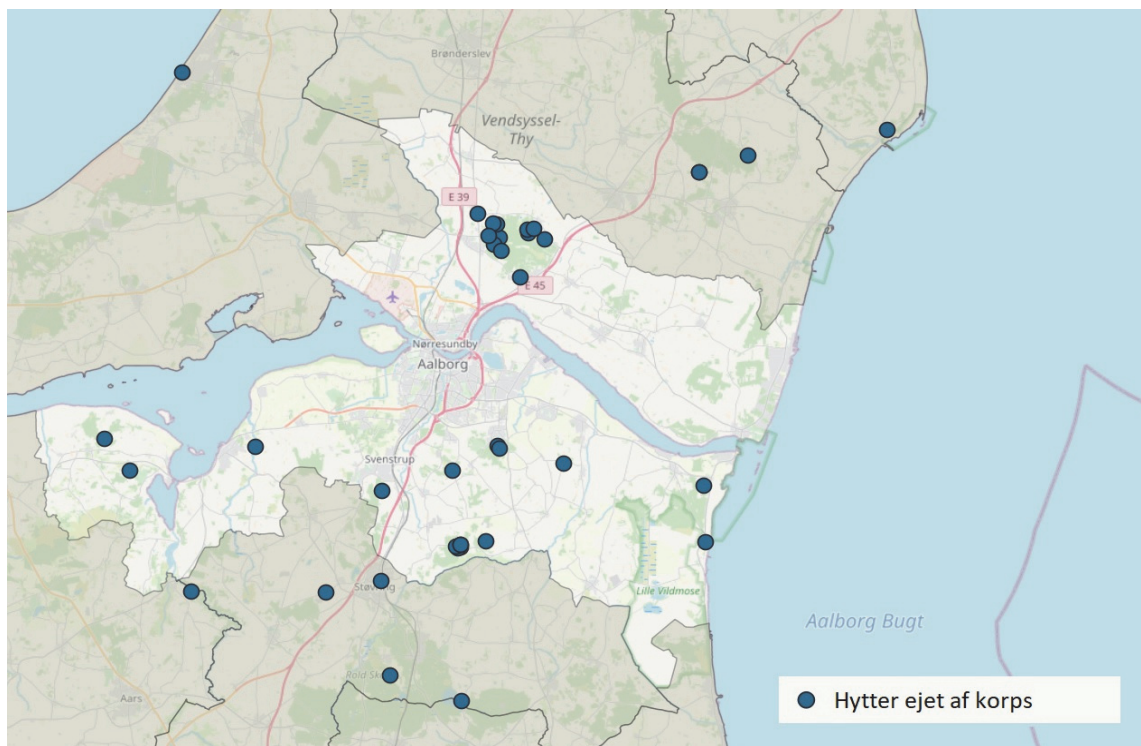 Brønderslev
Vendsyssel-
Thy
E 39
E 45
Nørresundby
Aalborg
Svenstrup
Støvring
Lille Vildmose
Aalborg Bugt
Aars
Hytter ejet af korps